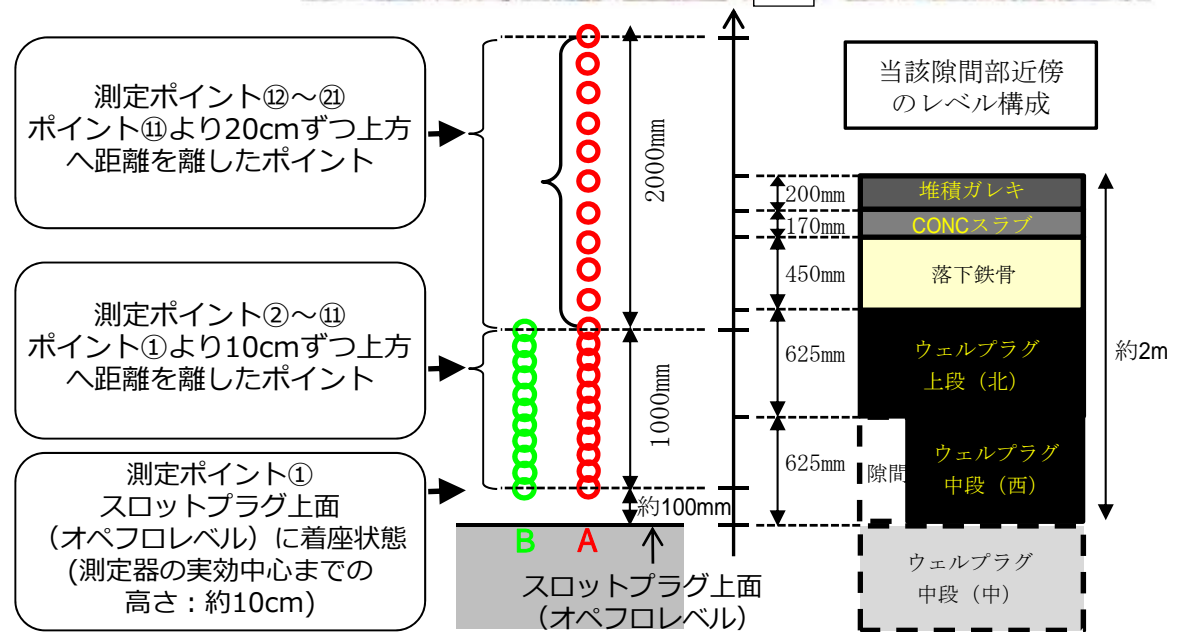 測定ポイント⑫～㉑
ポイント⑪より20cmずつ上方
へ距離を離したポイント
測定ポイント②～⑪
ポイント①より10cmずつ上方
へ距離を離したポイント
測定ポイント①
スロットプラグ上面
（オペフロレベル）に着座状態
(測定器の実効中心までの
高さ：約10cm)
2000mm
1000mm
約100mm
B
A
スロットプラグ上面
（オペフロレベル）
当該隙間部近傍
のレベル構成
200mm
170mm
450mm
625mm
625mm
堆積ガレキ
CONCスラブ
落下鉄骨
ウェルプラグ
上段（北）
隙間
ウェルプラグ
中段（西）
ウェルプラグ
中段（中）
約2m